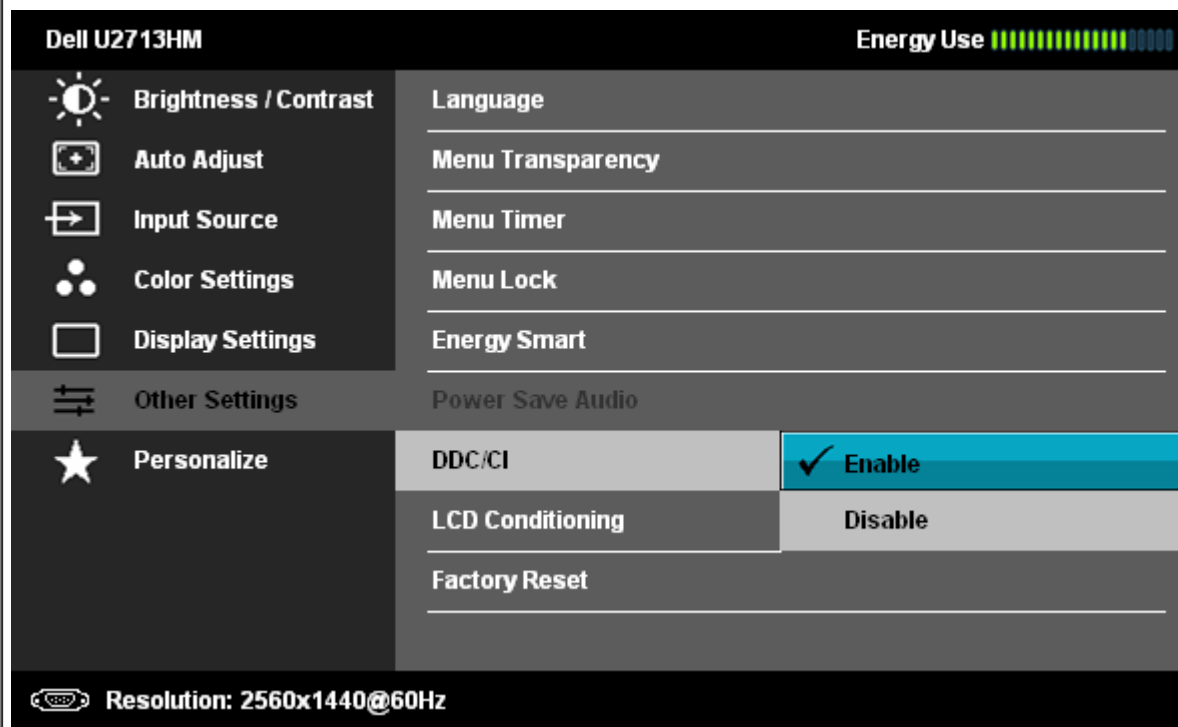 Dell U2713HM Energy Use
Brightness / Contrast Language
Auto Adjust Menu Transparency
Input Source Menu Timer
Color Settings Menu Lock
Display Settings Energy Smart
Other Settings Power Save Audio
Personalize DDC/CI Enable
LCD Conditioning Disable
Factory Reset
Resolution: 2560x1440@60Hz